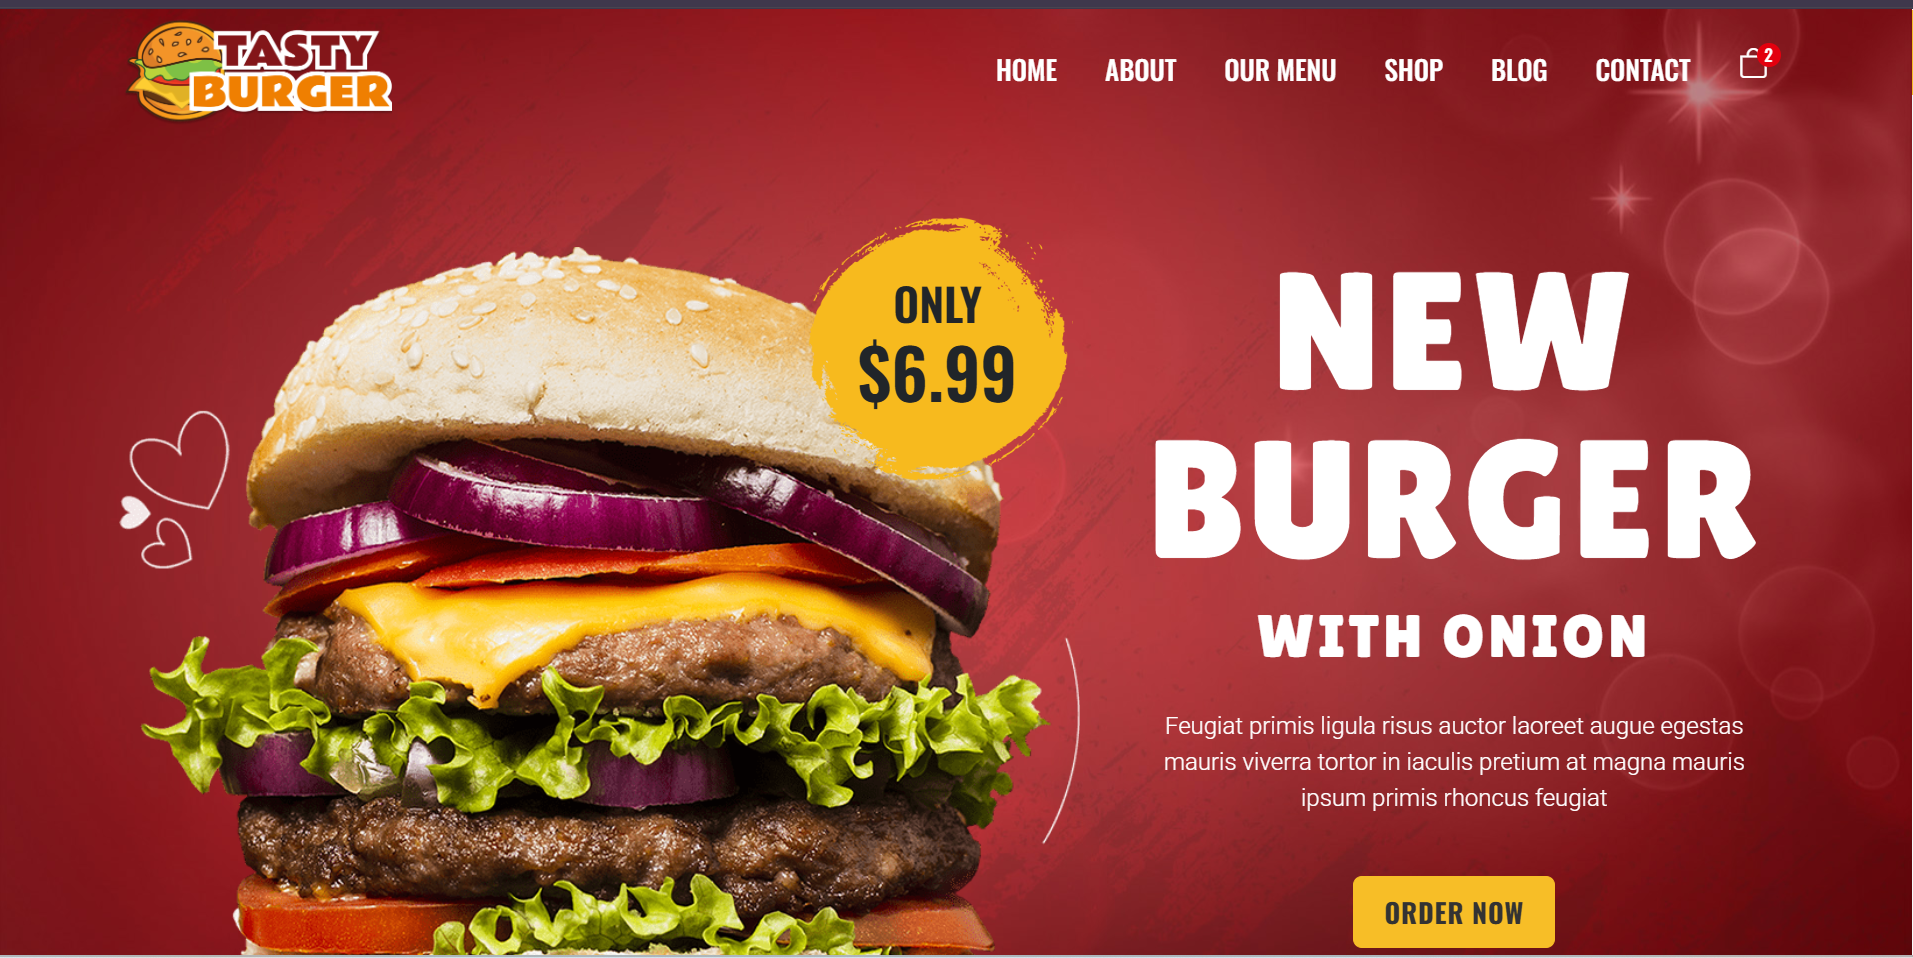 TASTY
BURGER
HOME ABOUT OUR MENU SHOP BLOG CONTACT 2
ONLY
$6.99
NEW
BURGER
WITH ONION
Feugiat primis ligula risus auctor laoreet augue egestas
mauris viverra tortor in iaculis pretium at magna mauris
ipsum primis rhoncus feugiat
ORDER NOW